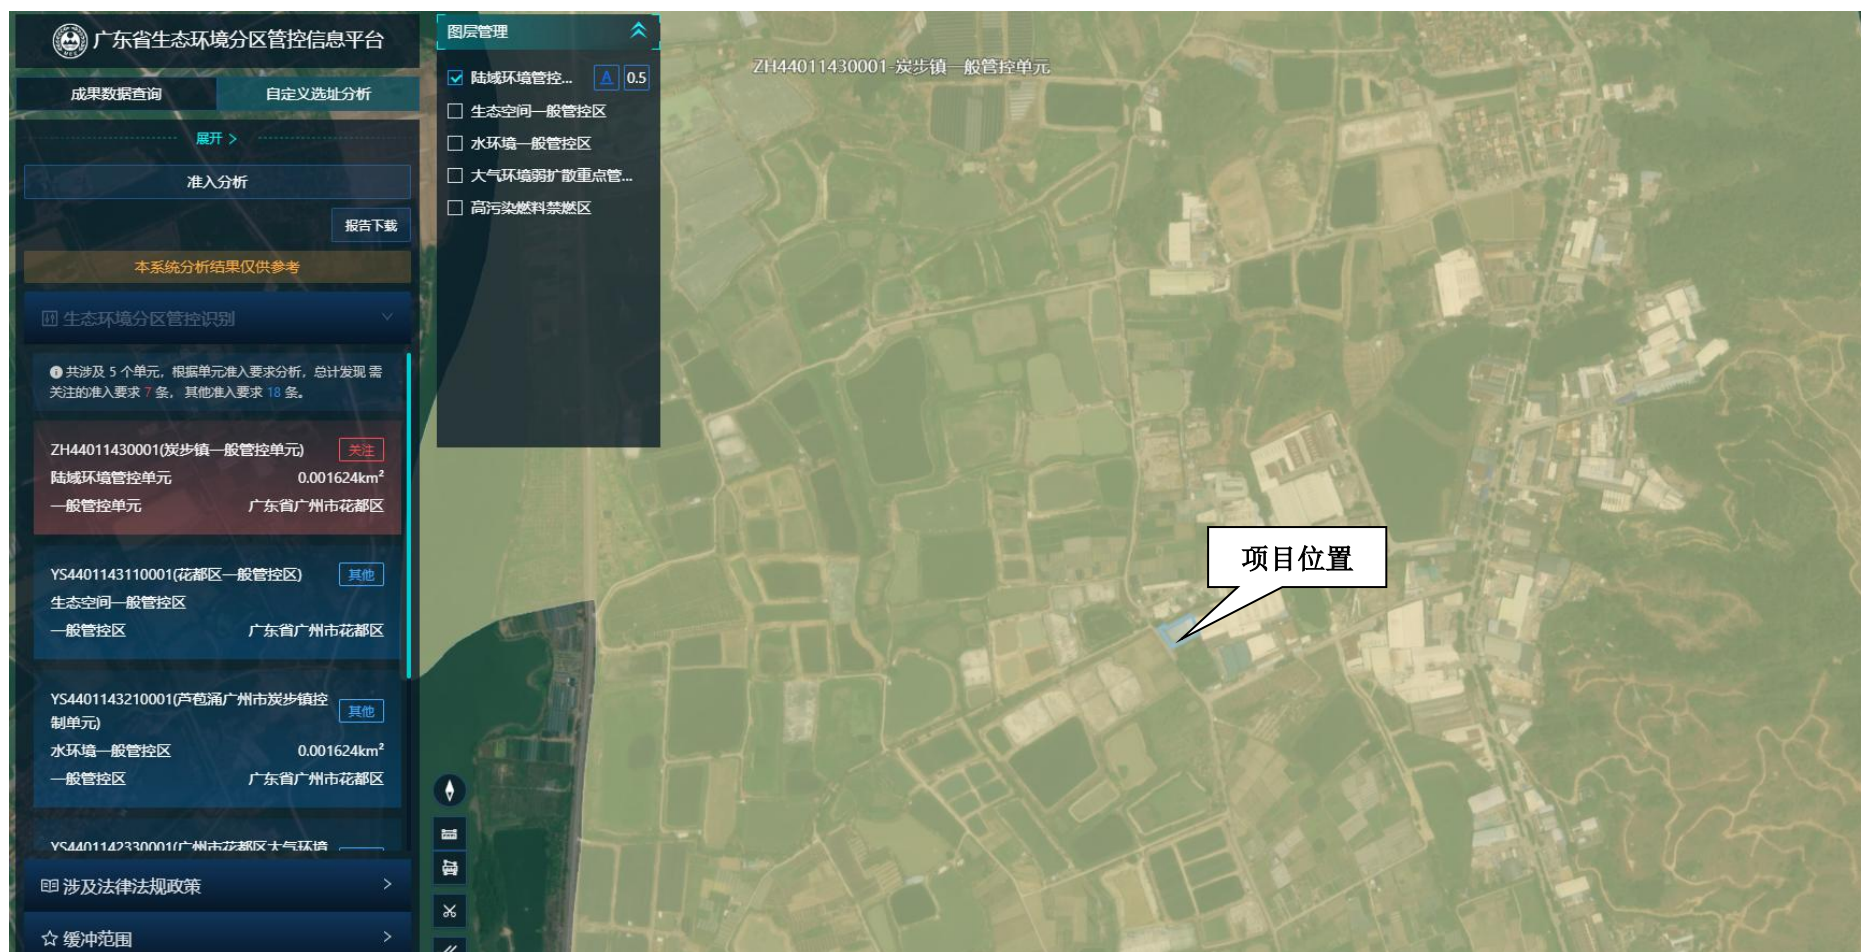 广东省生态环境分区管控信息平台
成果数据查询
自定义选址分析
展开 >
准入分析
报告下载
本系统分析结果仅供参考
生态环境分区管控识别
共涉及 5 个单元，根据单元准入要求分析，总计发现 需
关注的准入要求 7 条， 其他准入要求 18 条。
ZH44011430001(炭步镇一般管控单元)
关注
陆域环境管控单元
0.001624km²
一般管控单元
广东省广州市花都区
YS4401143110001(花都区一般管控区)
其他
生态空间一般管控区
一般管控区
广东省广州市花都区
YS4401143210001(芦苞涌广州市炭步镇控
制单元)
其他
水环境一般管控区
0.001624km²
一般管控区
广东省广州市花都区
YS4401142330001(广州市花都区大气环境
涉及法律法规政策 >
缓冲范围 >
图层管理
陆域环境管控... A 0.5
生态空间一般管控区
水环境一般管控区
大气环境弱扩散重点管...
高污染燃料禁燃区
ZH44011430001-炭步镇一般管控单元
项目位置